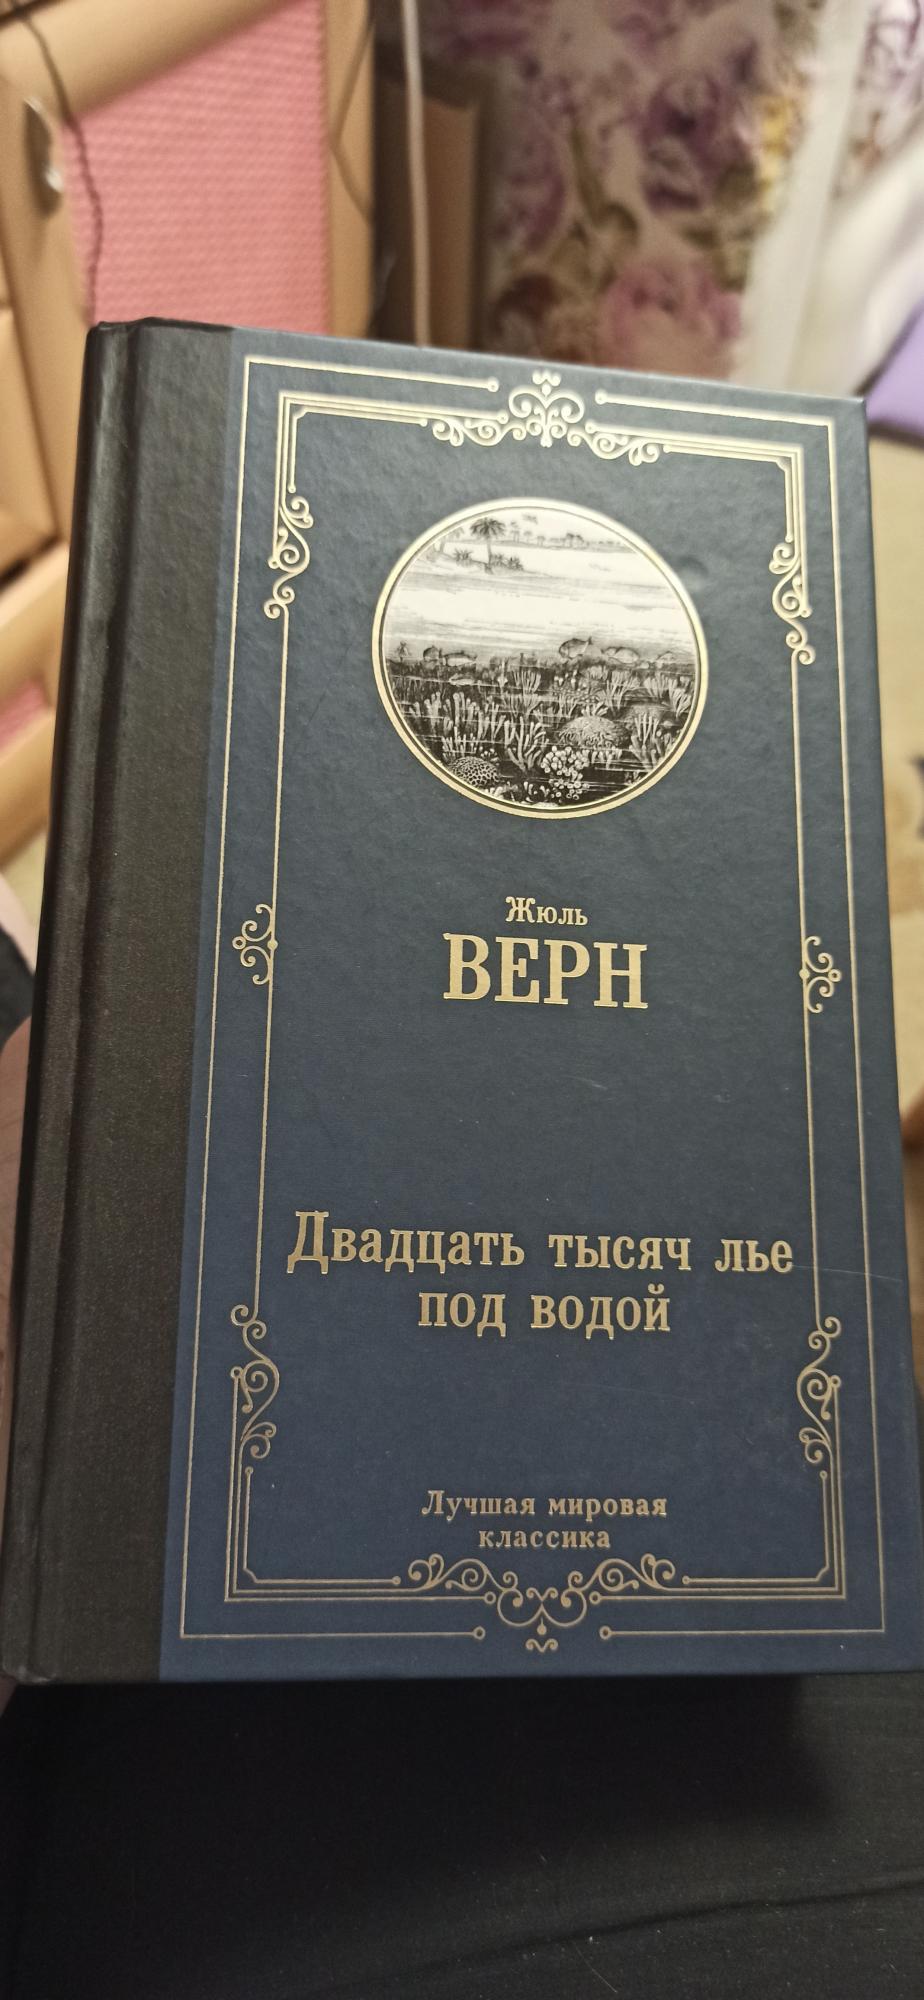 Жюль
ВЕРН
Двадцать тысяч лье
под водой
Лучшая мировая
классика